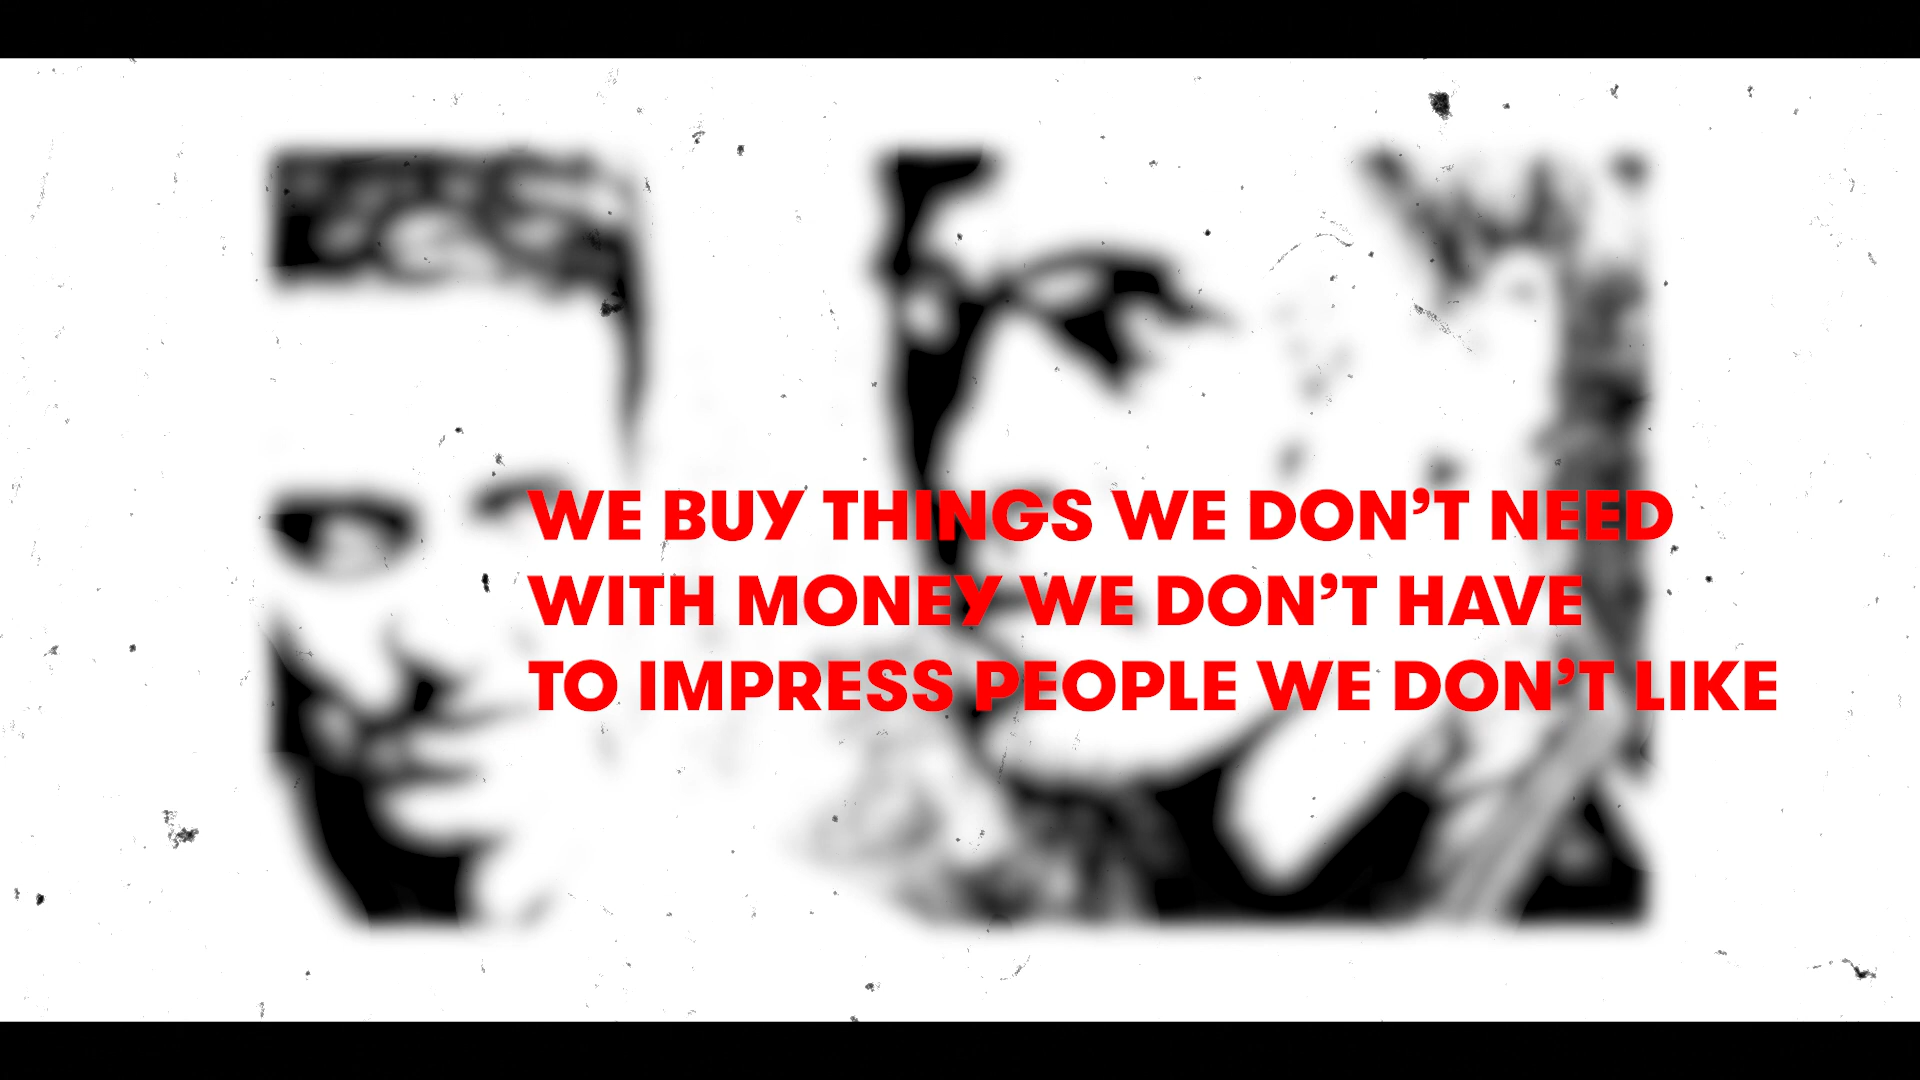 WE BUY THINGS WE DON’T NEED
WITH MONEY WE DON’T HAVE
TO IMPRESS PEOPLE WE DON’T LIKE